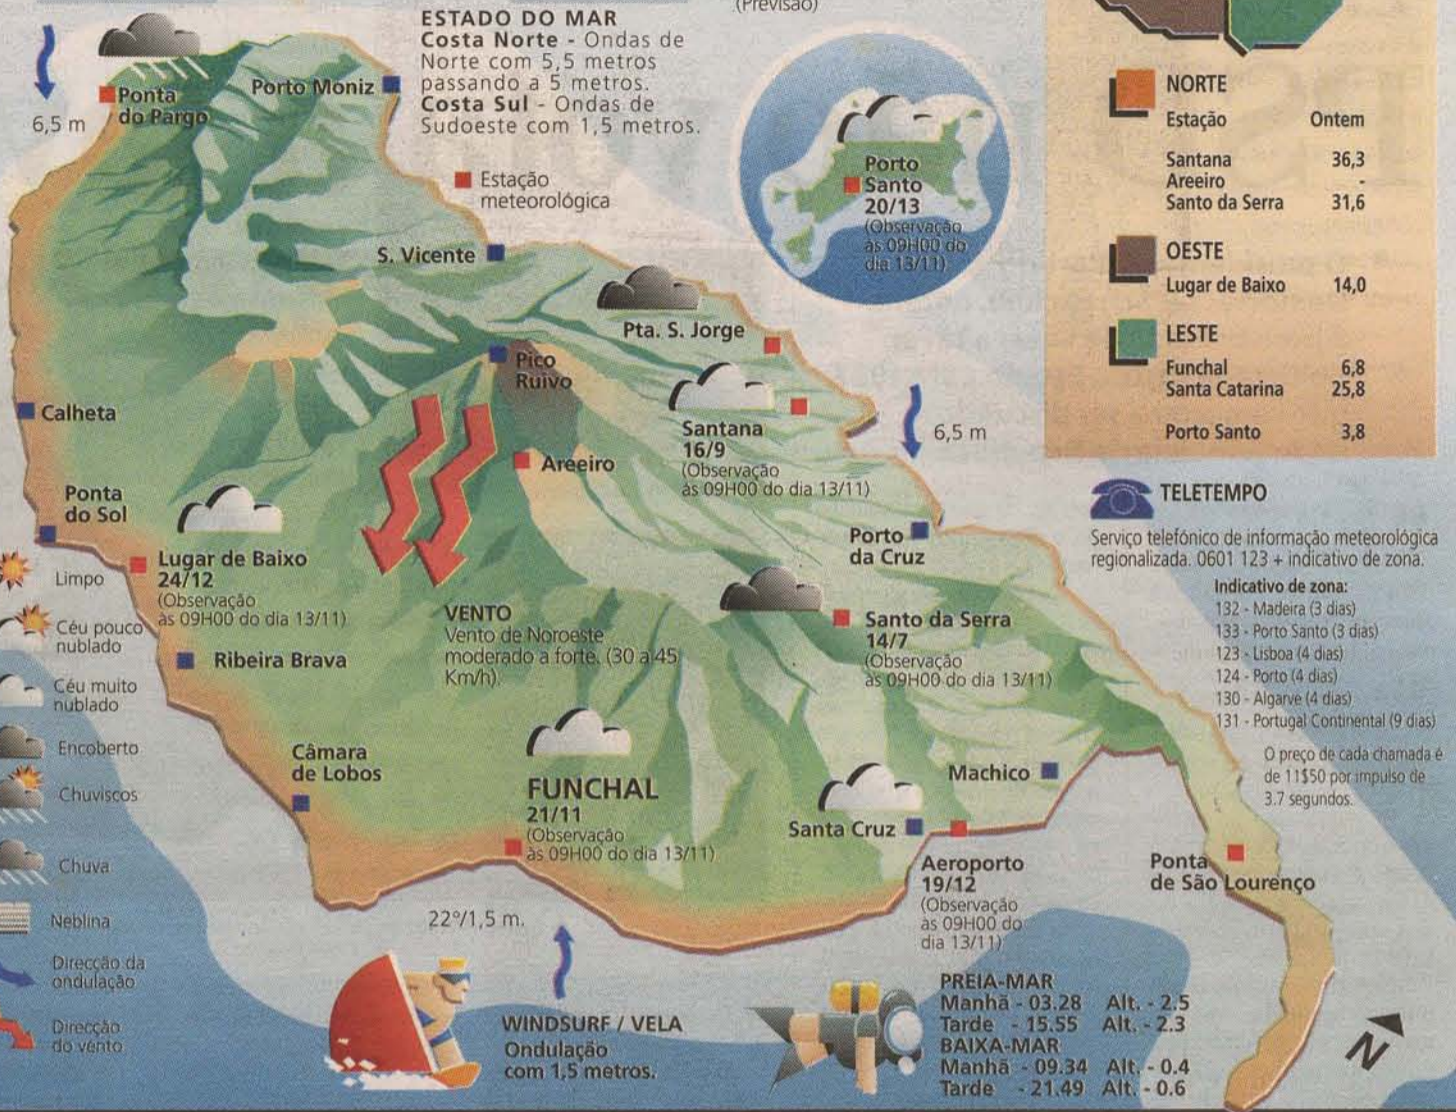 (Previsão)
ESTADO DO MAR
Costa Norte - Ondas de
Norte com 5,5 metros
passando a 5 metros.
Costa Sul - Ondas de
Sudoeste com 1,5 metros.
Estação
meteorológica
6,5 m
Ponta
do Pargo
Porto Moniz
S. Vicente
Porto
Santo
20/13
(Observação
às 09H00 do
dia 13/11)
Pta. S. Jorge
Pico
Ruivo
Calheta
Santana
16/9
(Observação
às 09H00 do dia 13/11)
6,5 m
Areeiro
Ponta
do Sol
Lugar de Baixo
24/12
(Observação
às 09H00 do dia 13/11)
Porto
da Cruz
VENTO
Vento de Noroeste
moderado a forte. (30 a 45
Km/h).
Santo da Serra
14/7
(Observação
às 09H00 do dia 13/11)
Ribeira Brava
Câmara
de Lobos
FUNCHAL
21/11
(Observação
às 09H00 do dia 13/11)
Machico
Santa Cruz
Aeroporto
19/12
(Observação
às 09H00 do
dia 13/11)
Ponta
de São Lourenço
22°/1,5 m.
Limpo
Céu pouco
nublado
Céu muito
nublado
Encoberto
Chuviscos
Chuva
Neblina
Direcção da
ondulação
Direcção
do vento
WINDSURF / VELA
Ondulação
com 1,5 metros.
PREIA-MAR
Manhã - 03.28 Alt. - 2.5
Tarde - 15.55 Alt. - 2.3
BAIXA-MAR
Manhã - 09.34 Alt. - 0.4
Tarde - 21.49 Alt. - 0.6
N
NORTE
Estação Ontem
Santana 36,3
Areeiro -
Santo da Serra 31,6
OESTE
Lugar de Baixo 14,0
LESTE
Funchal 6,8
Santa Catarina 25,8
Porto Santo 3,8
TELETEMPO
Serviço telefónico de informação meteorológica
regionalizada. 0601 123 + indicativo de zona.
Indicativo de zona:
132 - Madeira (3 dias)
133 - Porto Santo (3 dias)
123 - Lisboa (4 dias)
124 - Porto (4 dias)
130 - Algarve (4 dias)
131 - Portugal Continental (9 dias)
O preço de cada chamada é
de 11$50 por impulso de
3.7 segundos.